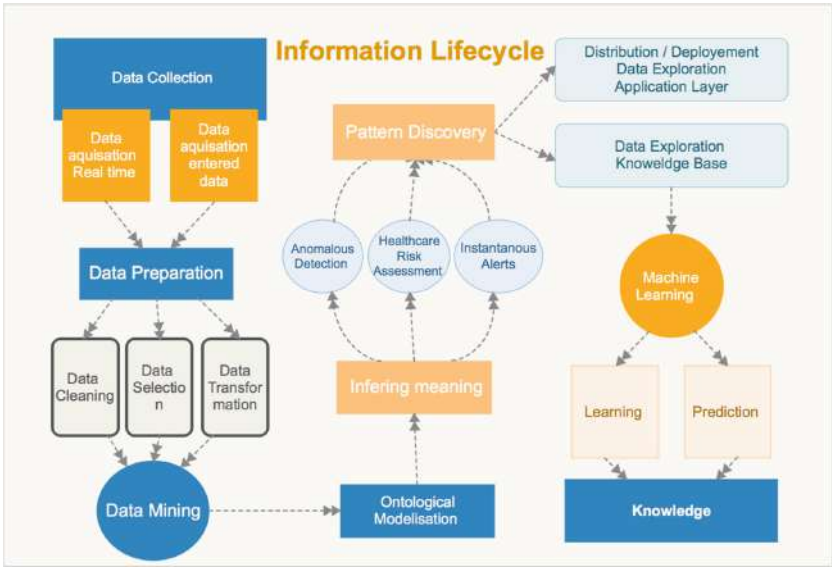 Information Lifecycle
Data Collection
Data
aquisation
Real time
Data
aquisation
entered
data
Data Preparation
Data
Cleaning
Data
Selectio
n
Data
Transfor
mation
Data Mining
Ontological
Modelisation
Infering meaning
Anomalous
Detection
Healthcare
Risk
Assessment
Instantanous
Alerts
Pattern Discovery
Distribution / Deployement
Data Exploration
Application Layer
Data Exploration
Knoweldge Base
Machine
Learning
Learning
Prediction
Knowledge